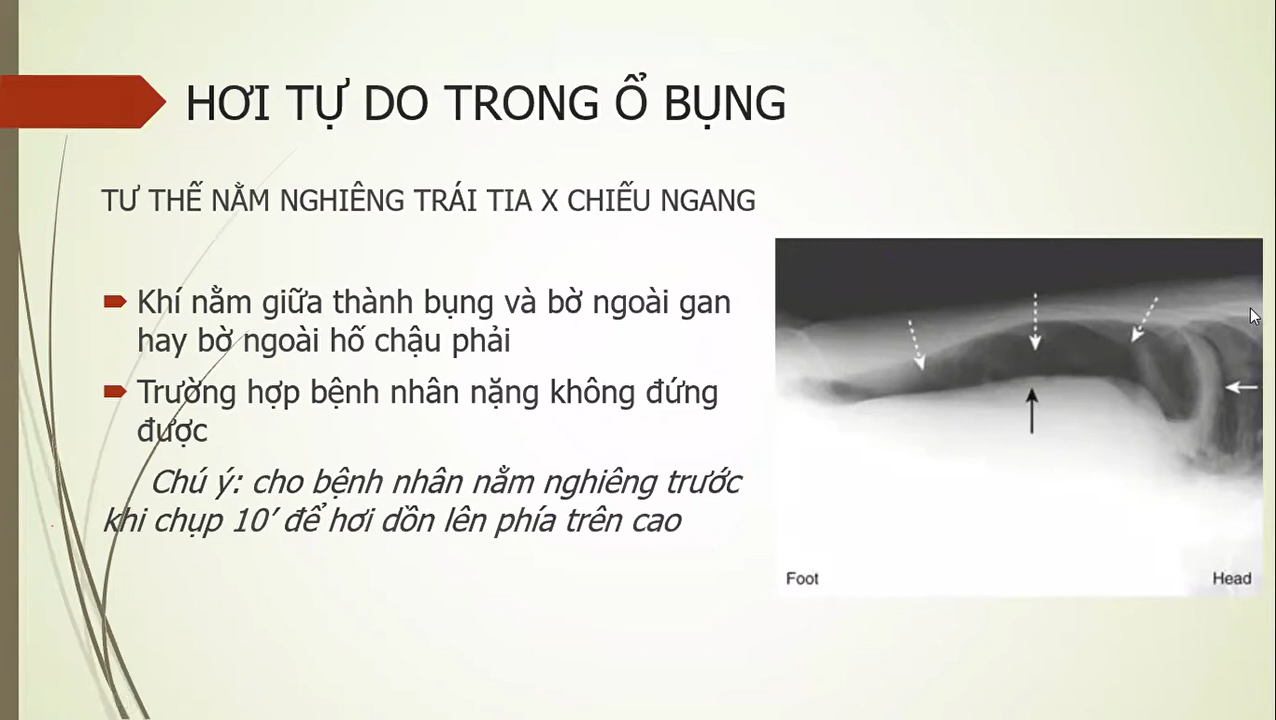 HƠI TỰ DO TRONG Ổ BỤNG
TƯ THẾ NẰM NGHIÊNG TRÁI TIA X CHIẾU NGANG
Khí nằm giữa thành bụng và bờ ngoài gan
hay bờ ngoài hố chậu phải
Trường hợp bệnh nhân nặng không đứng
được
Chú ý: cho bệnh nhân nằm nghiêng trước
khi chụp 10’ để hơi dồn lên phía trên cao
Foot
Head